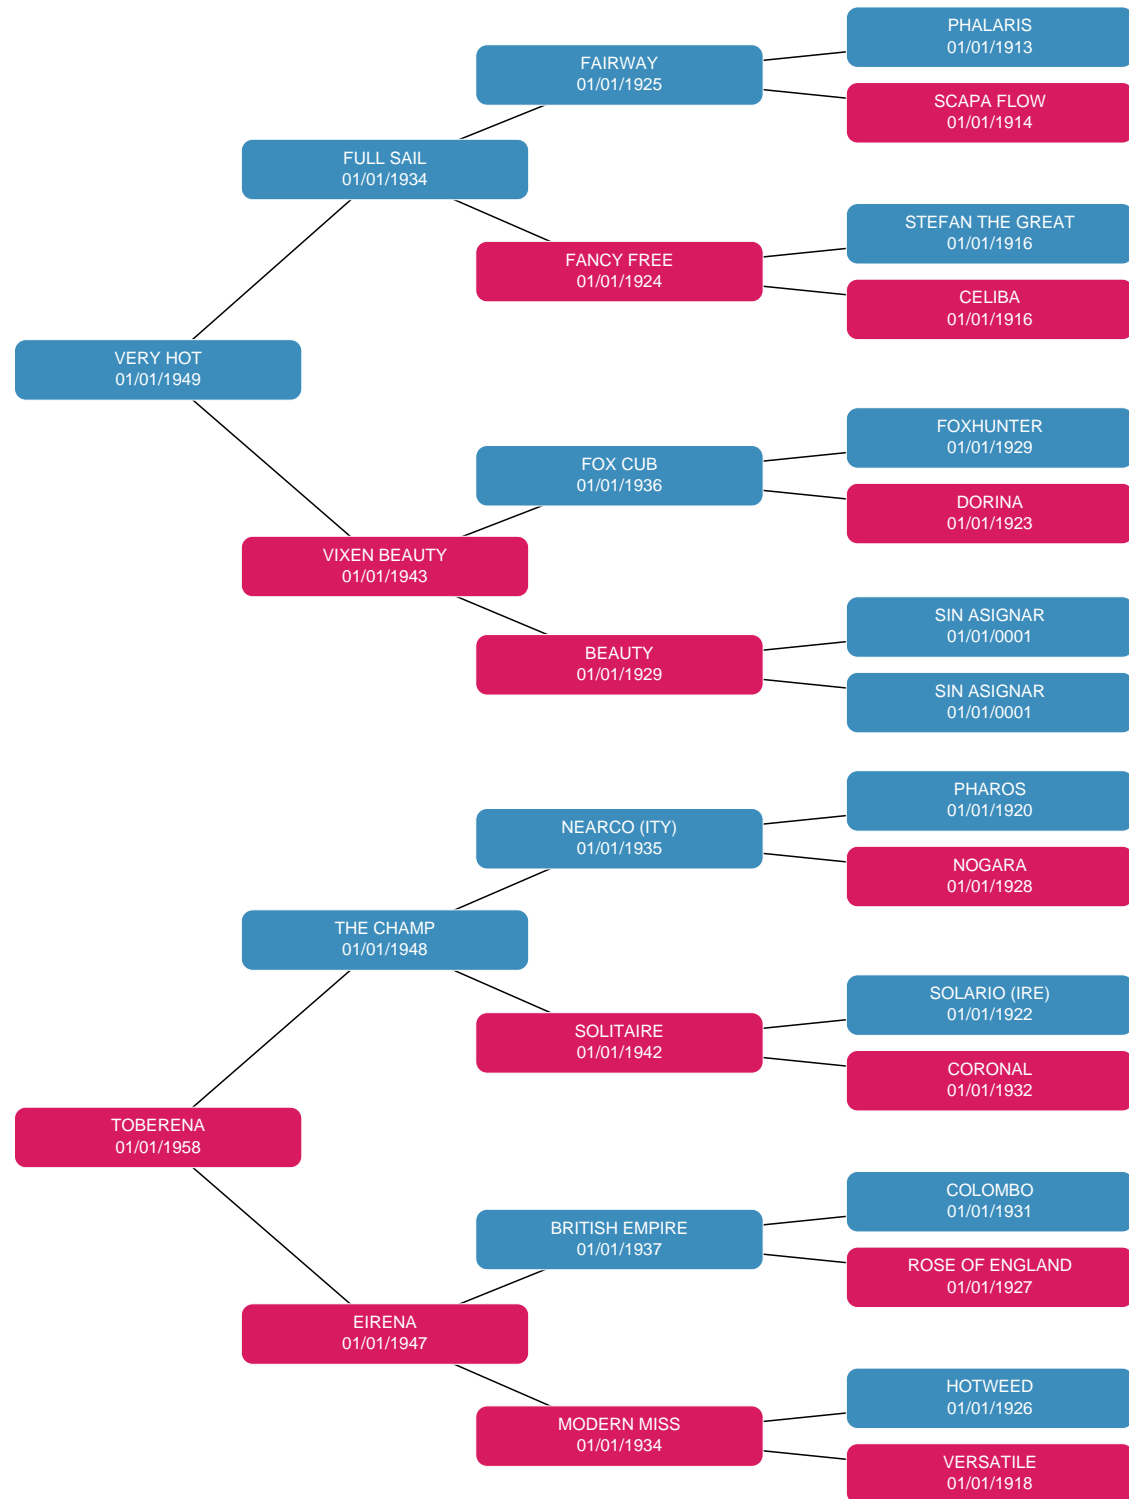 PHALARIS
01/01/1913
FAIRWAY
01/01/1925
SCAPA FLOW
01/01/1914
FULL SAIL
01/01/1934
STEFAN THE GREAT
01/01/1916
FANCY FREE
01/01/1924
CELIBA
01/01/1916
VERY HOT
01/01/1949
FOXHUNTER
01/01/1929
FOX CUB
01/01/1936
DORINA
01/01/1923
VIXEN BEAUTY
01/01/1943
SIN ASIGNAR
01/01/0001
BEAUTY
01/01/1929
SIN ASIGNAR
01/01/0001
PHAROS
01/01/1920
NEARCO (ITY)
01/01/1935
NOGARA
01/01/1928
THE CHAMP
01/01/1948
SOLARIO (IRE)
01/01/1922
SOLITAIRE
01/01/1942
CORONAL
01/01/1932
TOBERENA
01/01/1958
COLOMBO
01/01/1931
BRITISH EMPIRE
01/01/1937
ROSE OF ENGLAND
01/01/1927
EIRENA
01/01/1947
HOTWEED
01/01/1926
MODERN MISS
01/01/1934
VERSATILE
01/01/1918